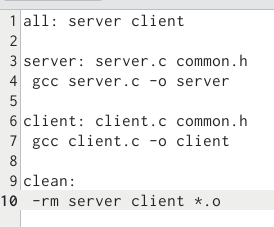 1 all: server client
2
3 server: server.c common.h
4  gcc server.c -o server
5
6 client: client.c common.h
7  gcc client.c -o client
8
9 clean:
10  -rm server client *.o